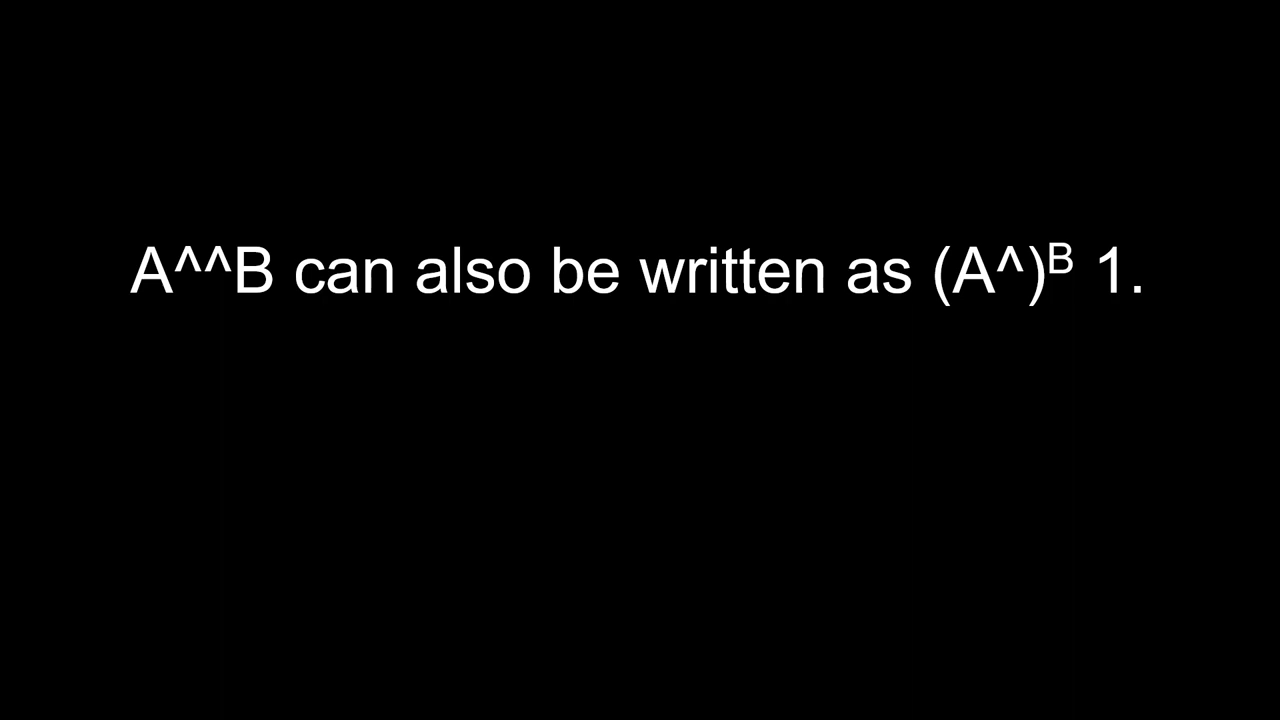 A^^B can also be written as (A^)ᴮ 1.